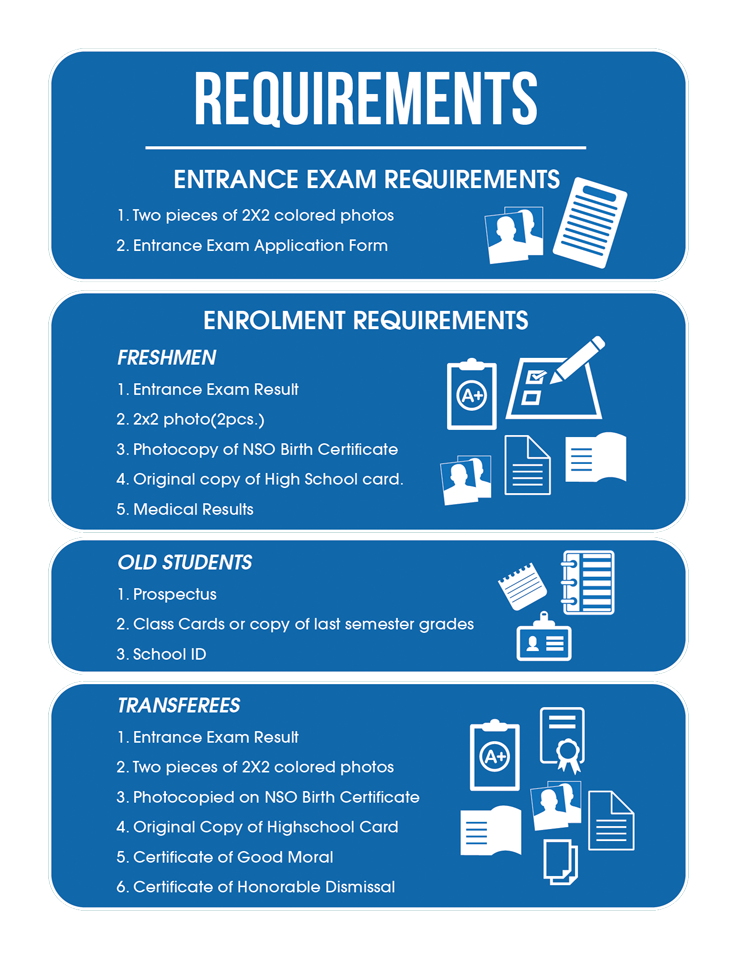 REQUIREMENTS
ENTRANCE EXAM REQUIREMENTS
1. Two pieces of 2X2 colored photos
2. Entrance Exam Application Form
ENROLMENT REQUIREMENTS
FRESHMEN
1. Entrance Exam Result
2. 2x2 photo(2pcs.)
3. Photocopy of NSO Birth Certificate
4. Original copy of High School card.
5. Medical Results
A+
OLD STUDENTS
1. Prospectus
2. Class Cards or copy of last semester grades
3. School ID
TRANSFEREES
1. Entrance Exam Result
2. Two pieces of 2X2 colored photos
3. Photocopied on NSO Birth Certificate
4. Original Copy of Highschool Card
5. Certificate of Good Moral
6. Certificate of Honorable Dismissal
A+